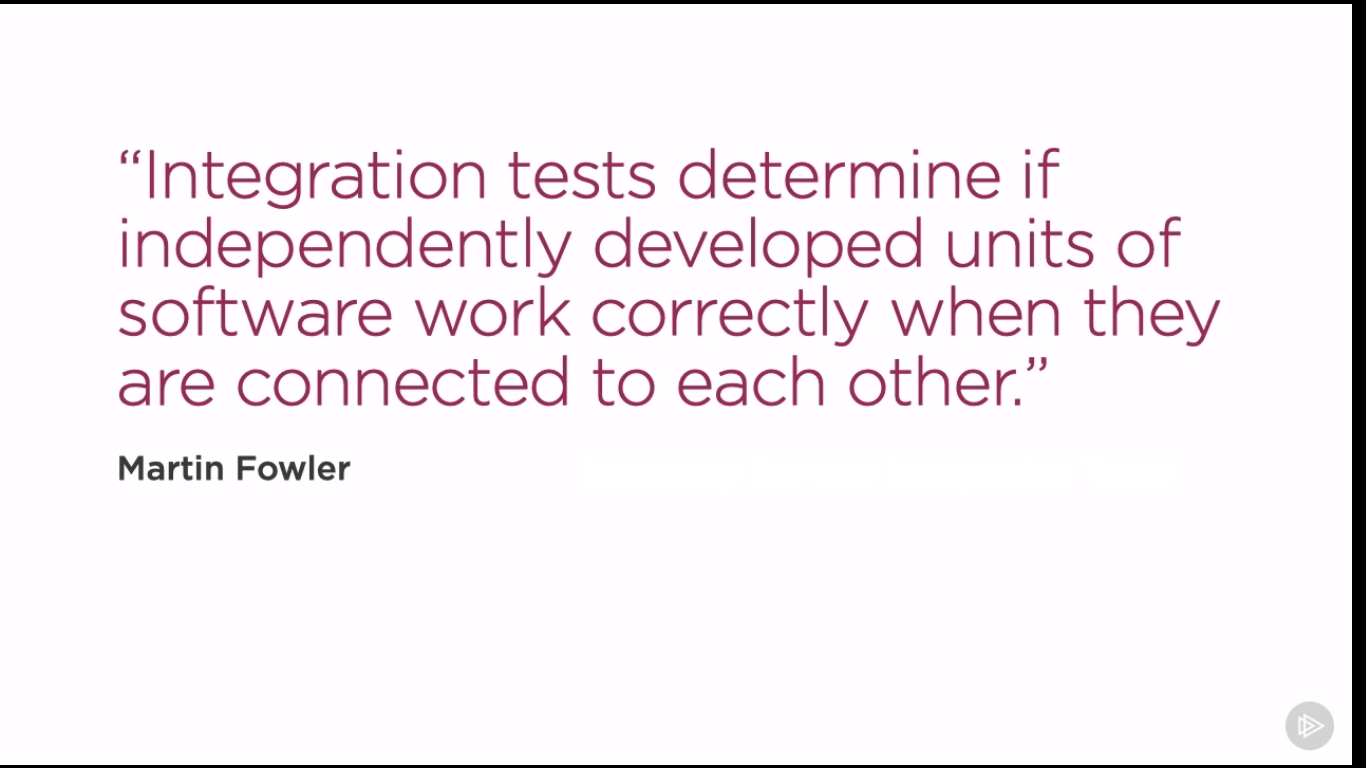 “Integration tests determine if
independently developed units of
software work correctly when they
are connected to each other.”
Martin Fowler